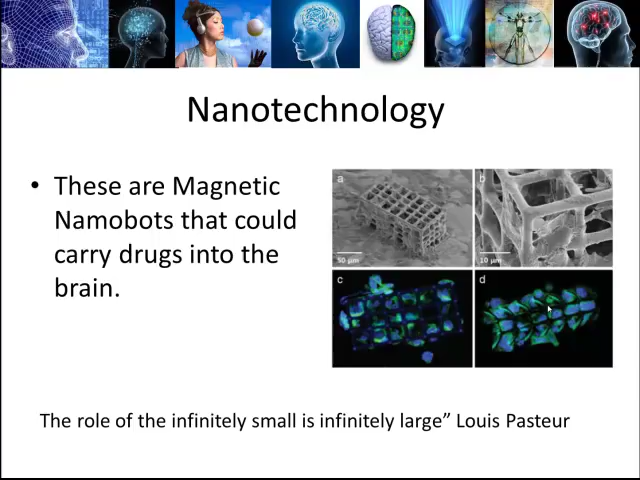 Nanotechnology
• These are Magnetic
Namobots that could
carry drugs into the
brain.
a
b
50 μm
10 μm
c
d
The role of the infinitely small is infinitely large” Louis Pasteur